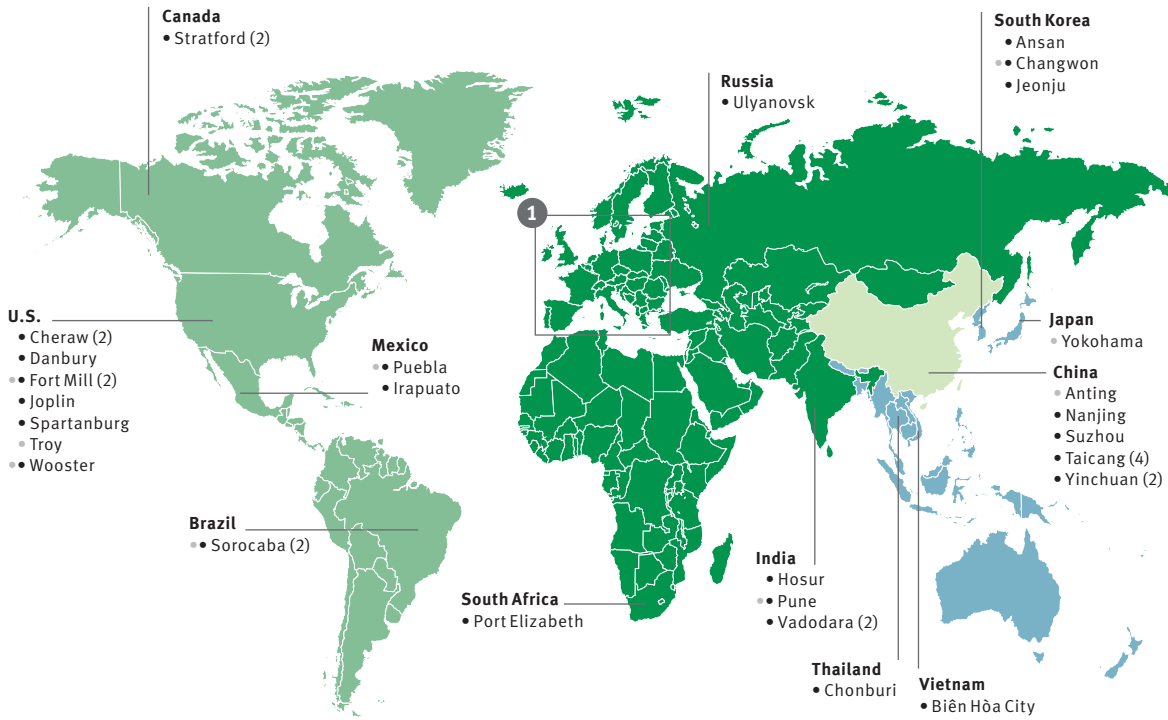 Canada
• Stratford (2)
South Korea
• Ansan
•• Changwon
• Jeonju
Russia
• Ulyanovsk
1
U.S.
• Cheraw (2)
• Danbury
•• Fort Mill (2)
• Joplin
• Spartanburg
• Troy
•• Wooster
Mexico
•• Puebla
• Irapuato
Japan
• Yokohama
China
• Anting
• Nanjing
• Suzhou
• Taicang (4)
• Yinchuan (2)
Brazil
•• Sorocaba (2)
South Africa
• Port Elizabeth
India
• Hosur
•• Pune
• Vadodara (2)
Thailand
• Chonburi
Vietnam
• Biên Hòa City